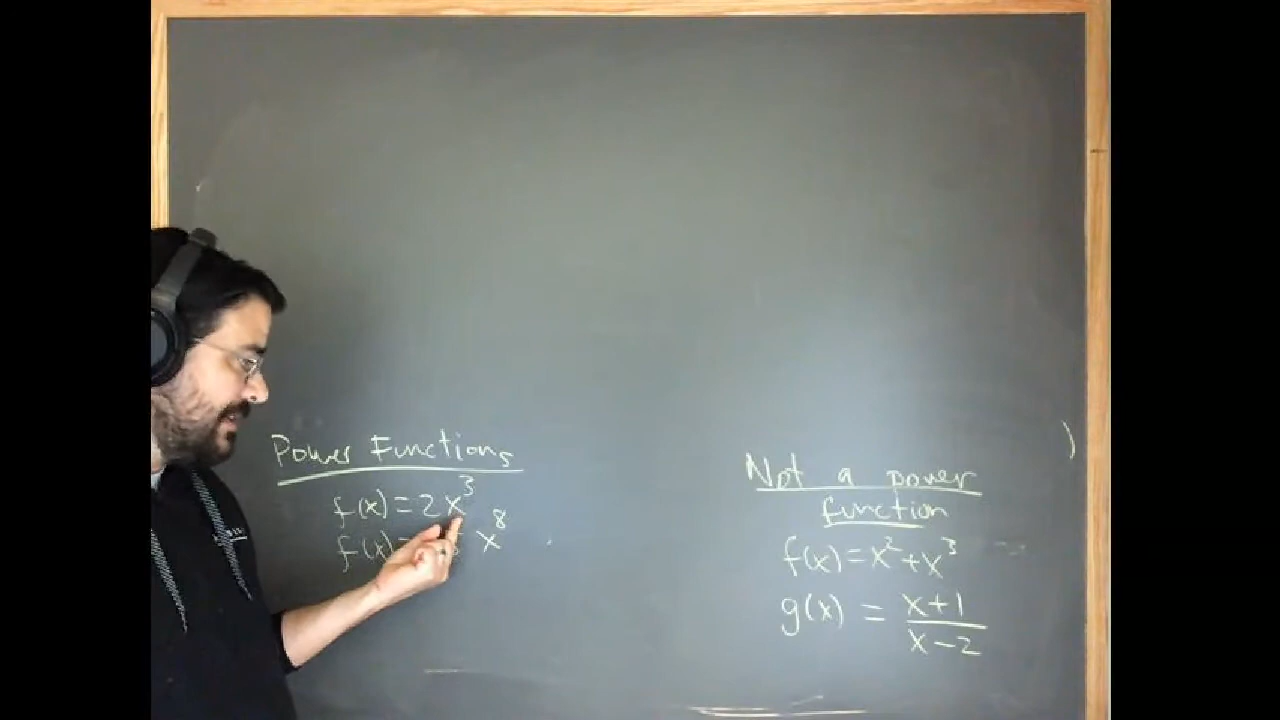 Power Functions
f(x) = 2x³
f(x) = x⁸
Not a power
function
f(x) = x² + x³
g(x) = x+1
x-2
)